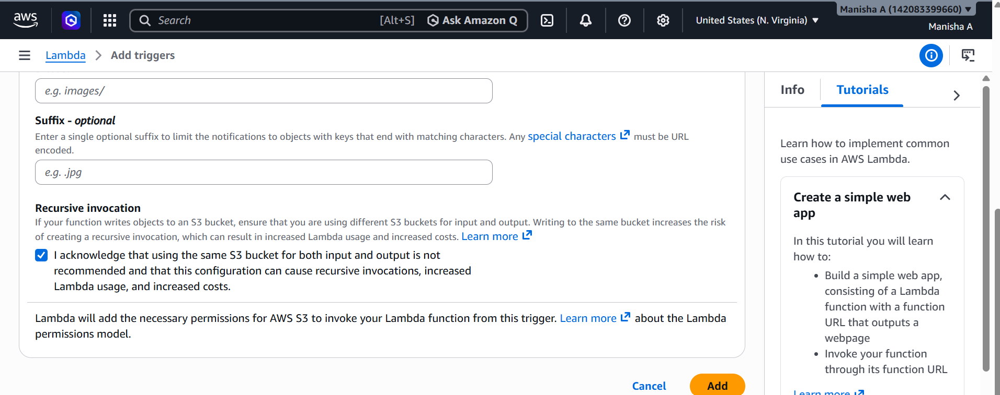 aws
Search
[Alt+S]
Ask Amazon Q
United States (N. Virginia) ▼
Manisha A (142083399660) ▼
Manisha A
Lambda > Add triggers
e.g. images/
Suffix - optional
Enter a single optional suffix to limit the notifications to objects with keys that end with matching characters. Any special characters must be URL
encoded.
e.g. .jpg
Recursive invocation
If your function writes objects to an S3 bucket, ensure that you are using different S3 buckets for input and output. Writing to the same bucket increases the risk
of creating a recursive invocation, which can result in increased Lambda usage and increased costs. Learn more
I acknowledge that using the same S3 bucket for both input and output is not
recommended and that this configuration can cause recursive invocations, increased
Lambda usage, and increased costs.
Lambda will add the necessary permissions for AWS S3 to invoke your Lambda function from this trigger. Learn more about the Lambda
permissions model.
Cancel
Add
Info
Tutorials
Learn how to implement common
use cases in AWS Lambda.
Create a simple web
app
In this tutorial you will learn
how to:
• Build a simple web app,
consisting of a Lambda
function with a function
URL that outputs a
webpage
• Invoke your function
through its function URL
Learn more